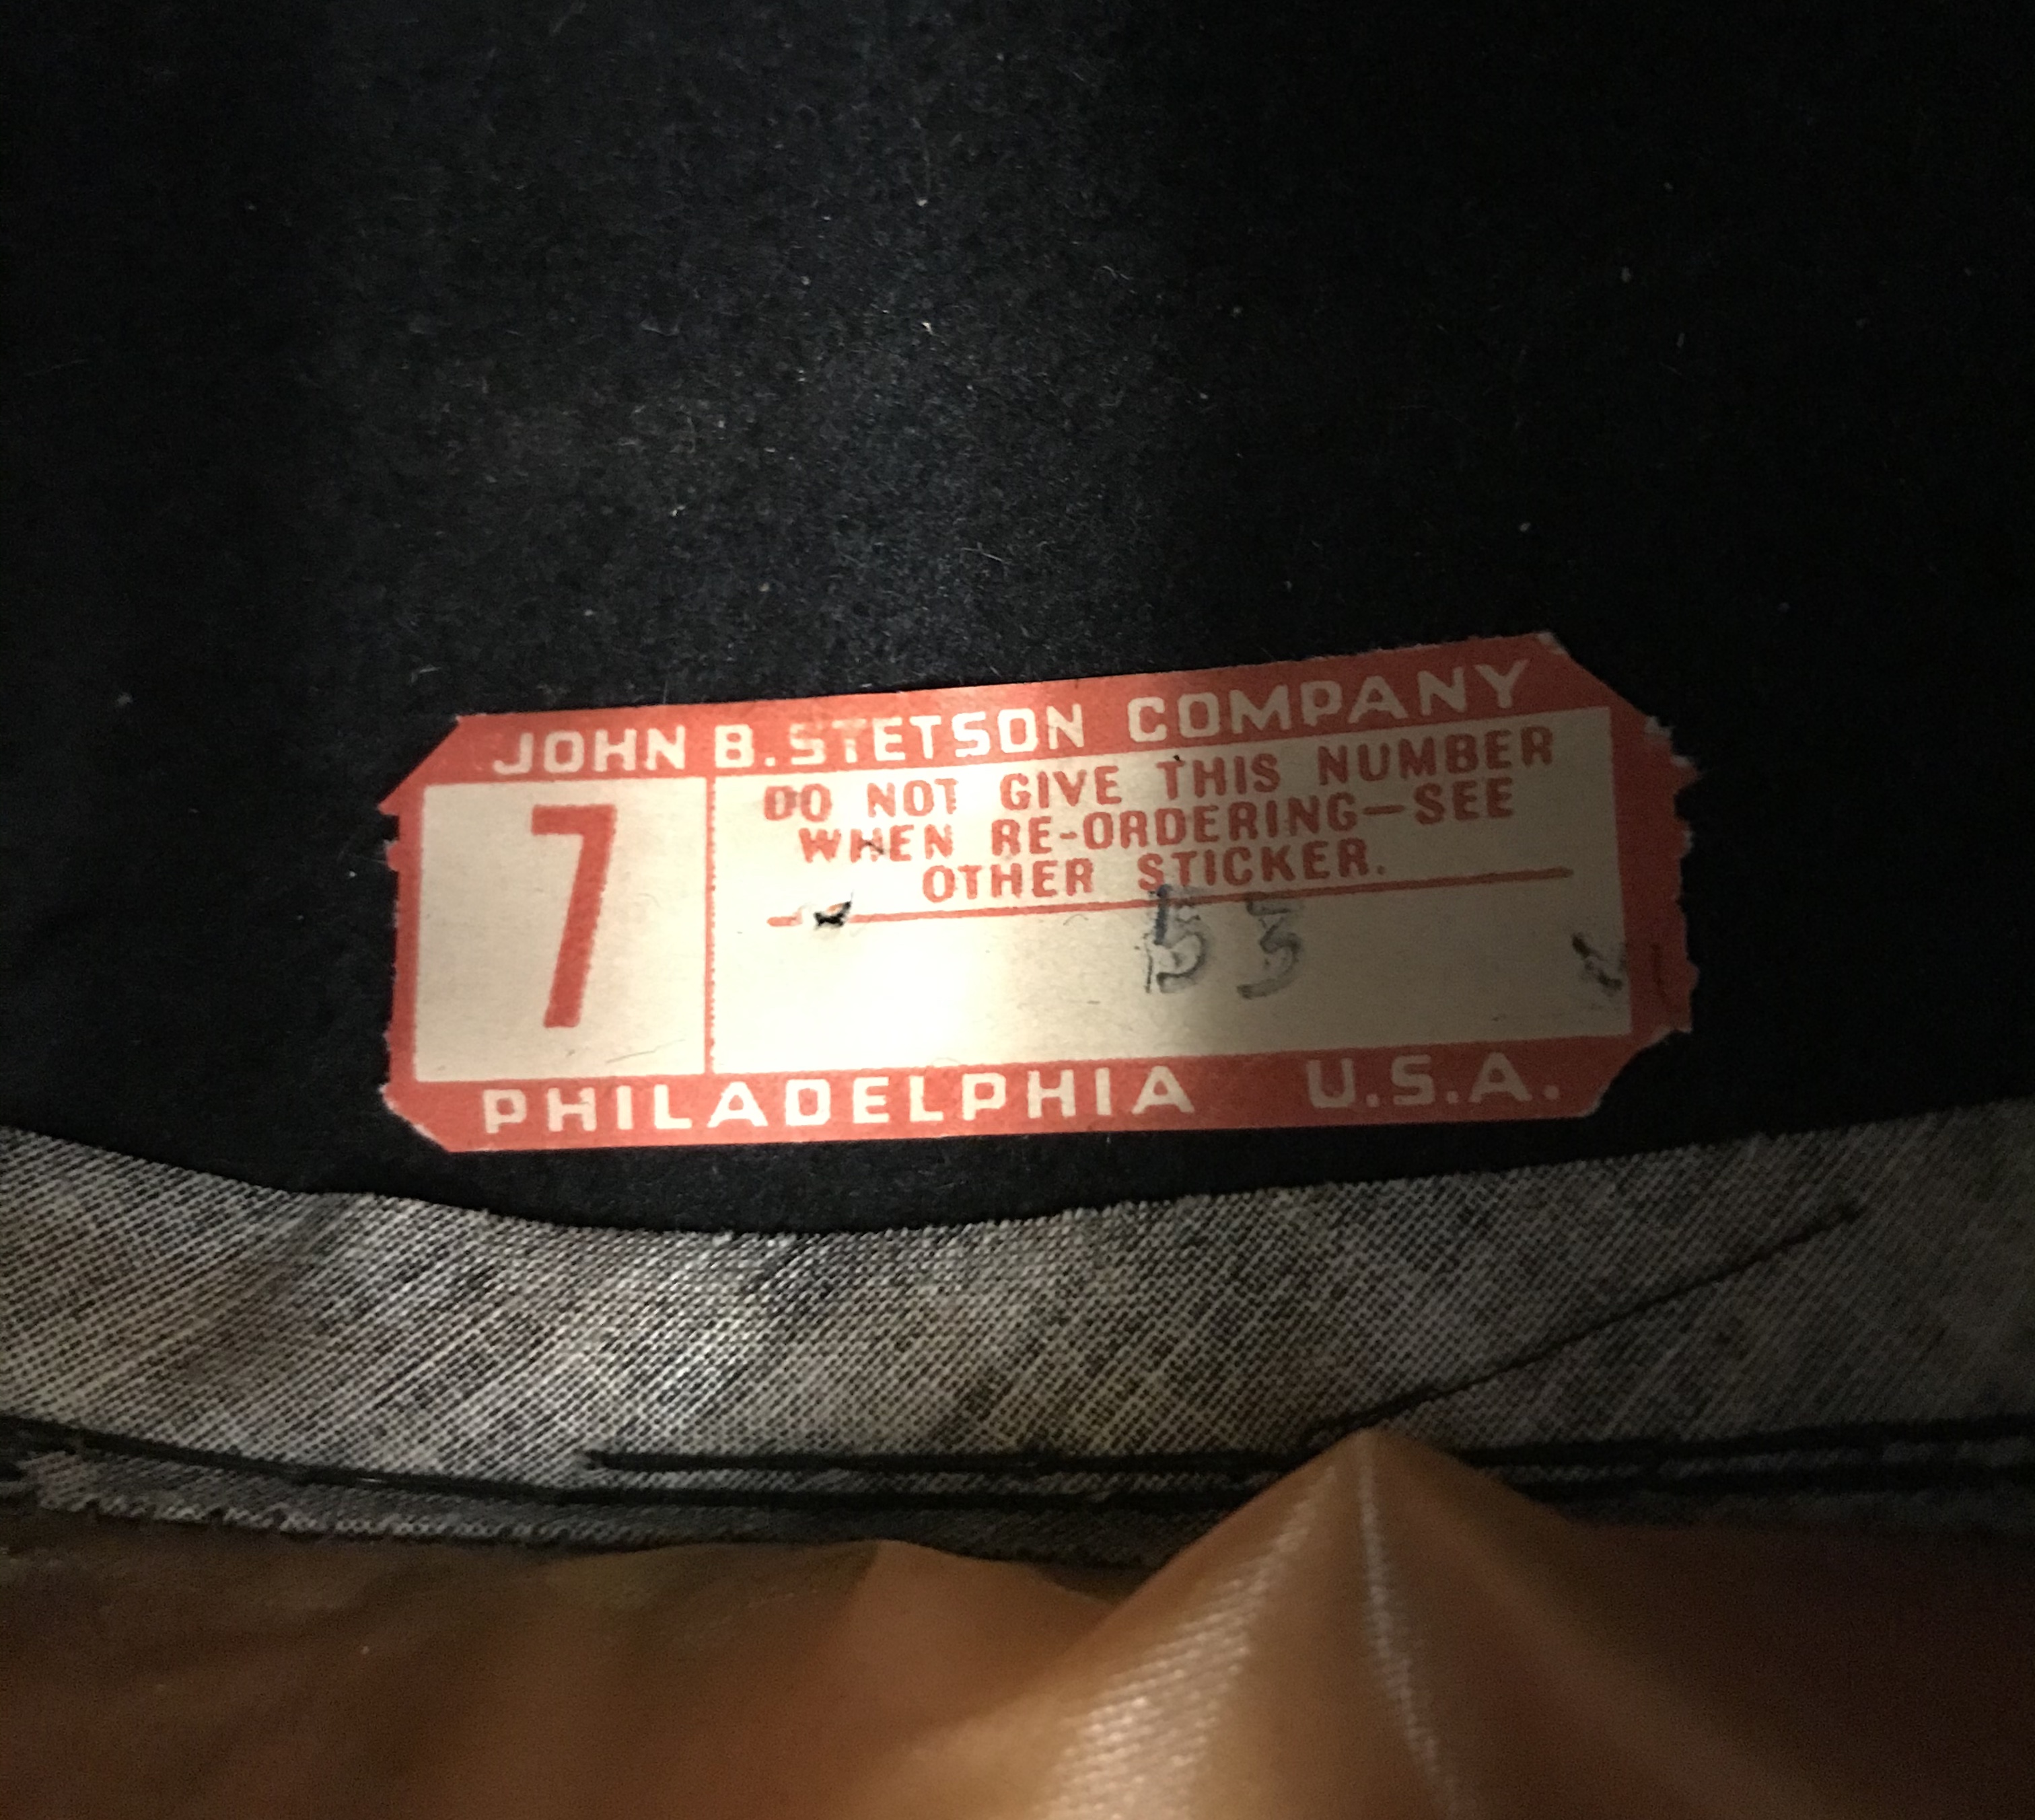 JOHN B. STETSON COMPANY
7
DO NOT GIVE THIS NUMBER
WHEN RE-ORDERING—SEE
OTHER STICKER.
53
PHILADELPHIA U.S.A.